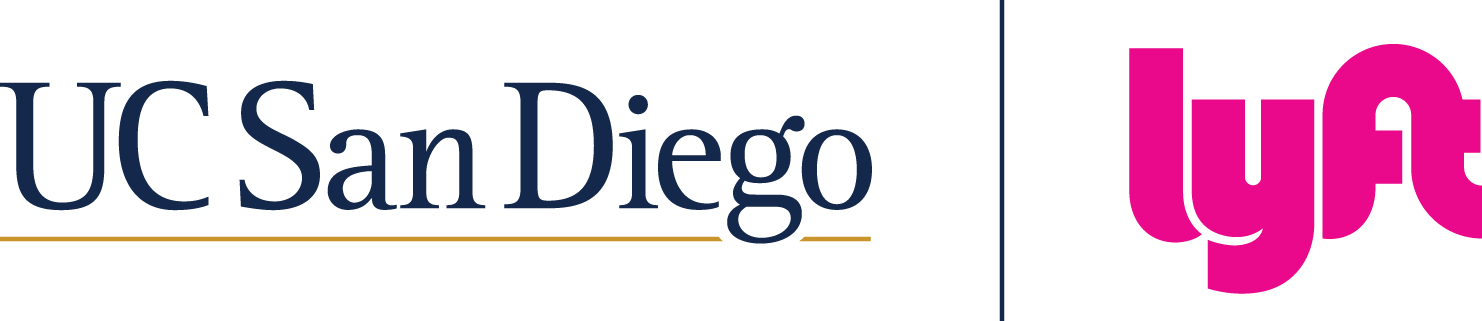 UC San Diego
lyft